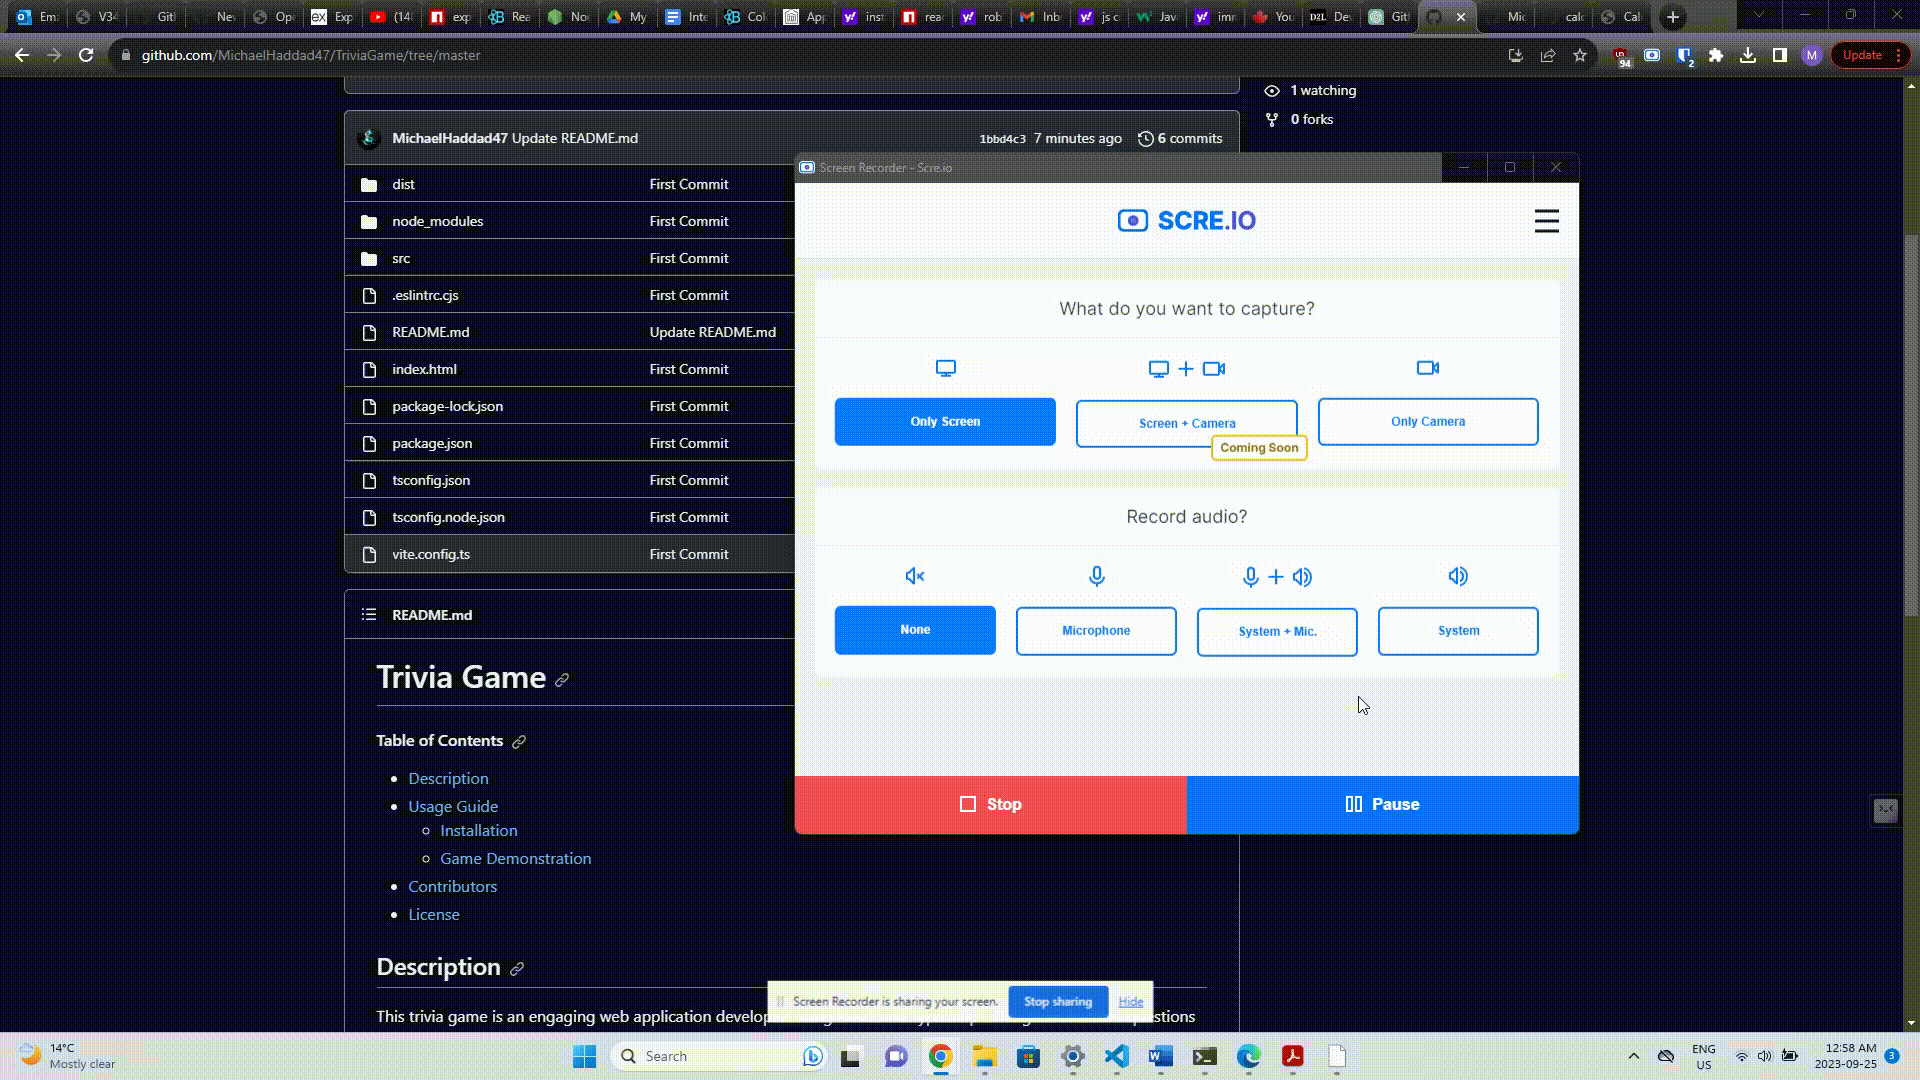 Em
V34
Gitl
Nev
Op
ex Exp
(14
n exp
Rea
No
My
Inte
Col
App
inst
n rea
rob
Inb
js c
Jav
imr
You
D2L Dev
Gitl
Mic
calc
Cal
github.com/MichaelHaddad47/TriviaGame/tree/master
94
2
M
Update
1 watching
0 forks
MichaelHaddad47 Update README.md
1bbd4c3 7 minutes ago 6 commits
dist First Commit
node_modules First Commit
src First Commit
.eslintrc.cjs First Commit
README.md Update README.md
index.html First Commit
package-lock.json First Commit
package.json First Commit
tsconfig.json First Commit
tsconfig.node.json First Commit
vite.config.ts First Commit
README.md
Trivia Game
Table of Contents
Description
Usage Guide
Installation
Game Demonstration
Contributors
License
Description
This trivia game is an engaging web application
Screen Recorder - Scre.io
SCRE.IO
What do you want to capture?
Only Screen
Screen + Camera
Coming Soon
Only Camera
Record audio?
None
Microphone
System + Mic.
System
Stop
Pause
Screen Recorder is sharing your screen. Stop sharing Hide
14°C
Mostly clear
Search
ENG
US
12:58 AM
2023-09-25
3